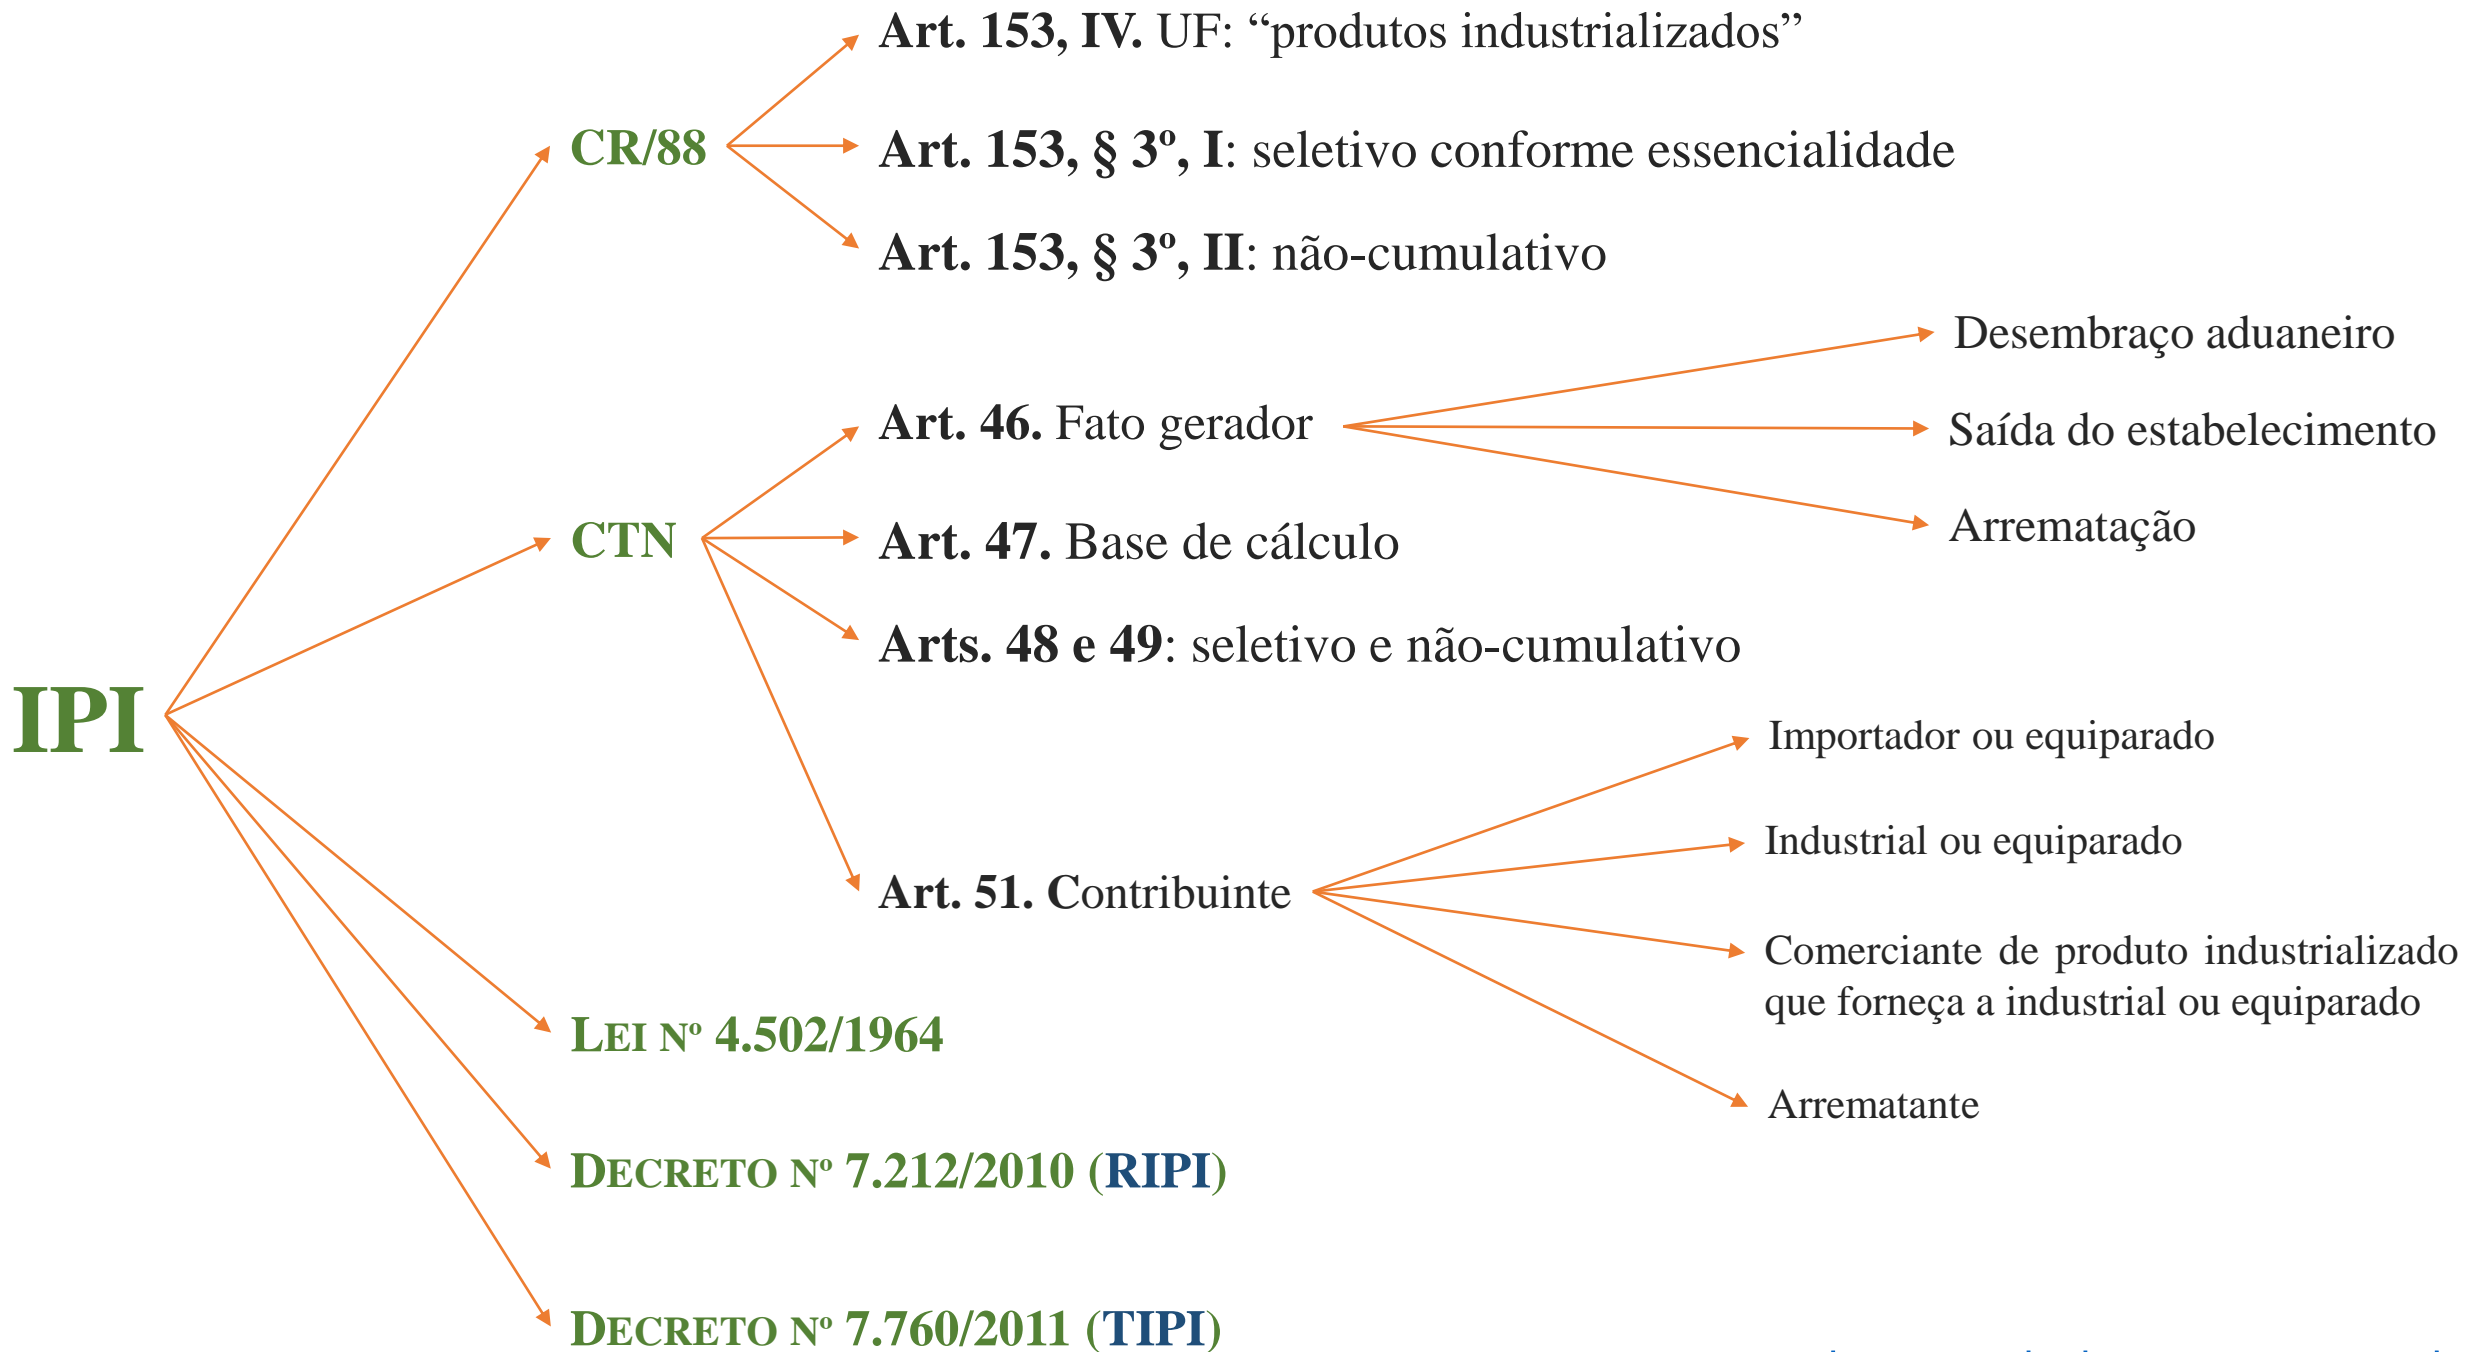 Art. 153, IV. UF: “produtos industrializados”
CR/88
Art. 153, § 3º, I: seletivo conforme essencialidade
Art. 153, § 3º, II: não-cumulativo
Desembraço aduaneiro
Art. 46. Fato gerador
Saída do estabelecimento
Arrematação
CTN
Art. 47. Base de cálculo
Arts. 48 e 49: seletivo e não-cumulativo
IPI
Importador ou equiparado
Industrial ou equiparado
Art. 51. Contribuinte
Comerciante de produto industrializado
que forneça a industrial ou equiparado
Arrematante
LEI Nº 4.502/1964
DECRETO Nº 7.212/2010 (RIPI)
DECRETO Nº 7.760/2011 (TIPI)